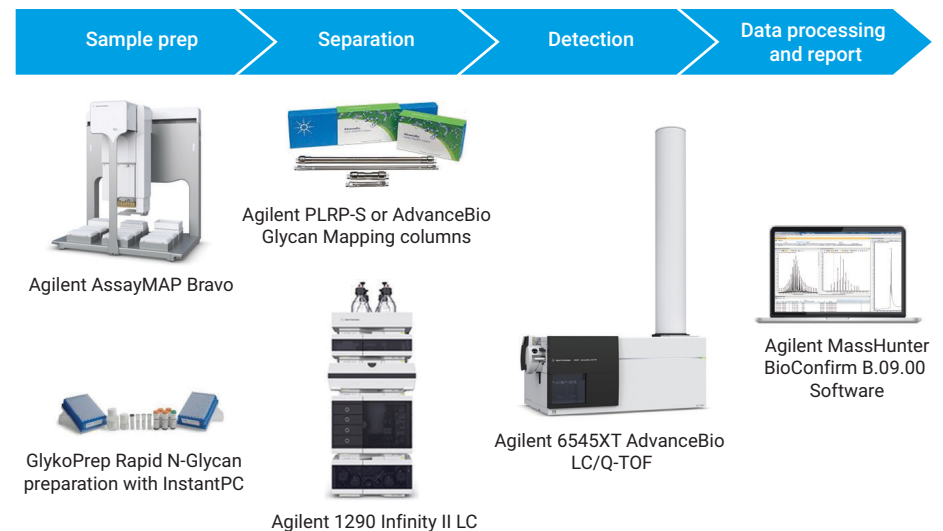 Sample prep
Separation
Detection
Data processing
and report
Agilent AssayMAP Bravo
GlykoPrep Rapid N-Glycan
preparation with InstantPC
Agilent PLRP-S or AdvanceBio
Glycan Mapping columns
Agilent 1290 Infinity II LC
Agilent 6545XT AdvanceBio
LC/Q-TOF
Agilent MassHunter
BioConfirm B.09.00
Software